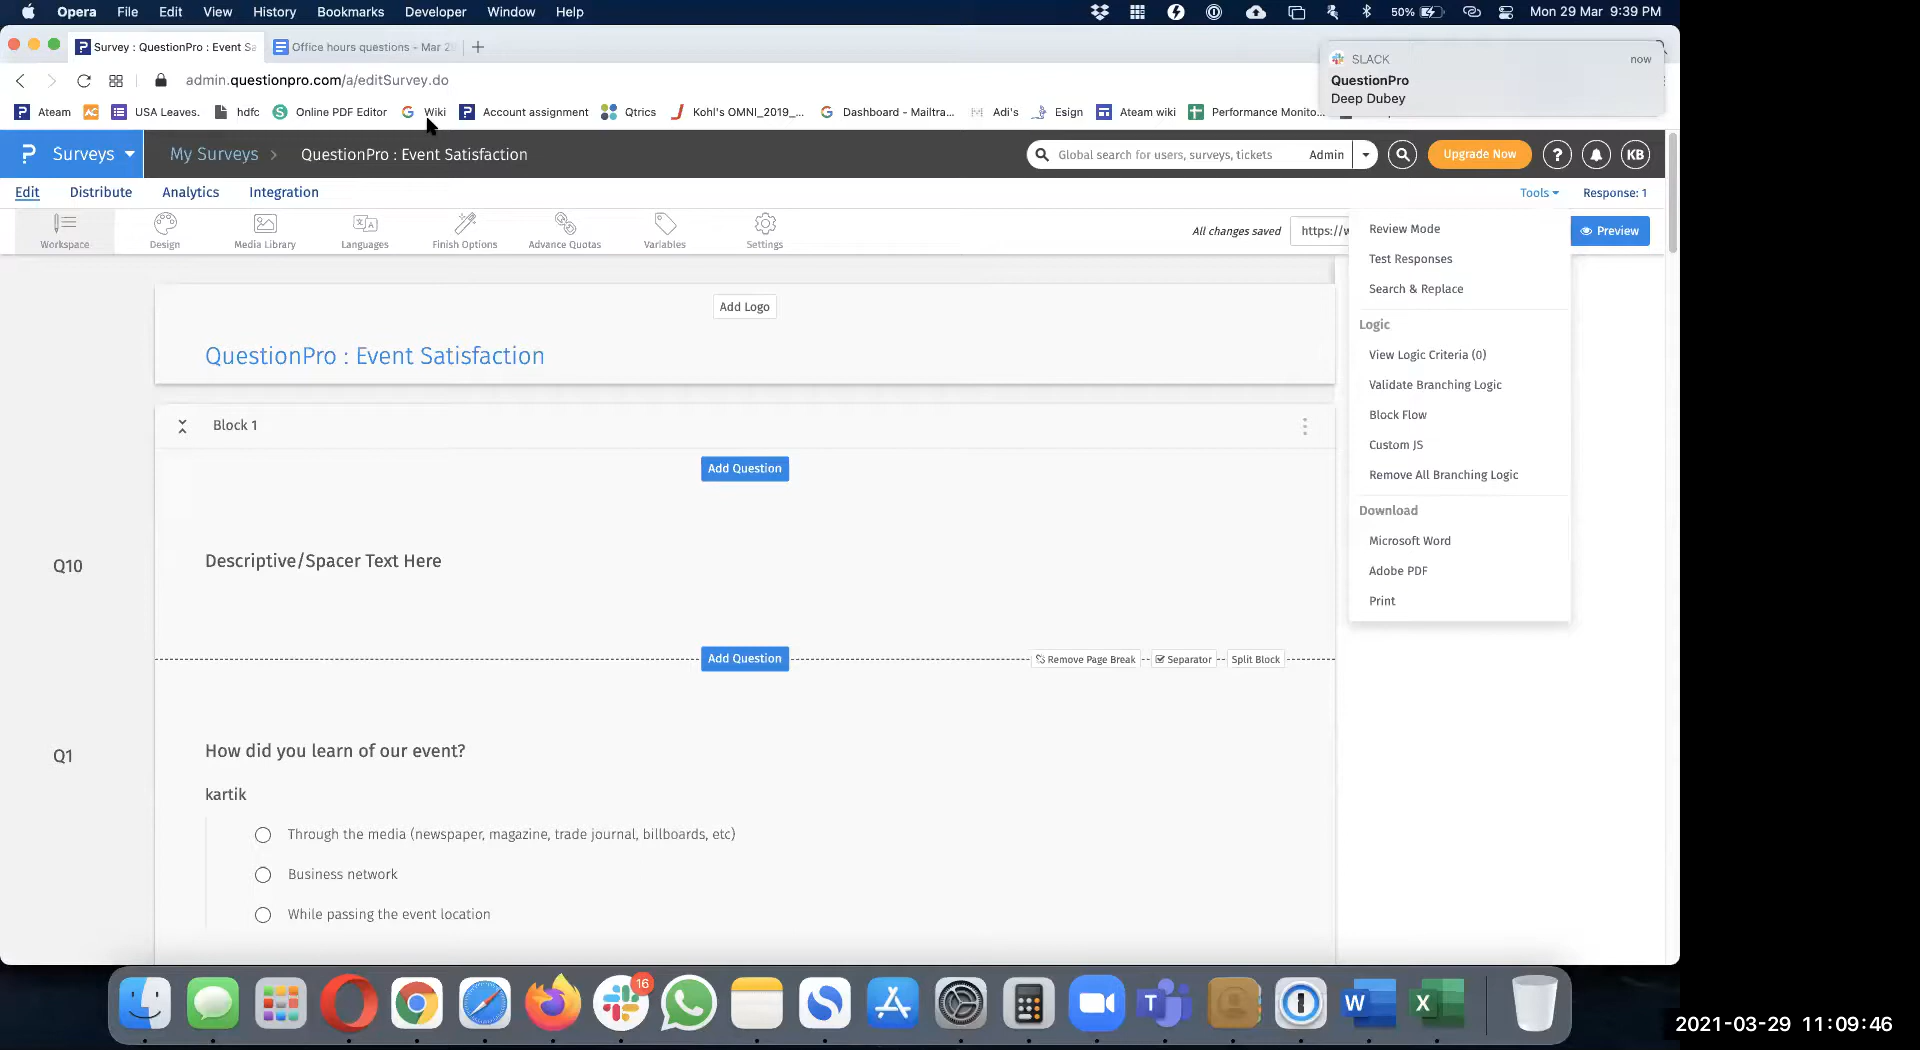 Opera File Edit View History Bookmarks Developer Window Help 50% Mon 29 Mar 9:39 PM
Survey : QuestionPro : Event Sa Office hours questions - Mar 2
admin.questionpro.com/a/editSurvey.do
SLACK now
QuestionPro
Deep Dubey
Ateam USA Leaves. hdfc Online PDF Editor Wiki Account assignment Qtrics Kohl's OMNI_2019_... Dashboard - Mailtra... Adi's Esign Ateam wiki Performance Monito...
Surveys My Surveys QuestionPro : Event Satisfaction Global search for users, surveys, tickets Admin Upgrade Now ? KB
Edit Distribute Analytics Integration Tools Response: 1
Workspace Design Media Library Languages Finish Options Advance Quotas Variables Settings All changes saved https://w Preview
Review Mode
Test Responses
Search & Replace
Logic
View Logic Criteria (0)
Validate Branching Logic
Block Flow
Custom JS
Remove All Branching Logic
Download
Microsoft Word
Adobe PDF
Print
Add Logo
QuestionPro : Event Satisfaction
Block 1
Add Question
Q10 Descriptive/Spacer Text Here
Add Question Remove Page Break Separator Split Block
Q1 How did you learn of our event?
kartik
Through the media (newspaper, magazine, trade journal, billboards, etc)
Business network
While passing the event location
16
2021-03-29 11:09:46